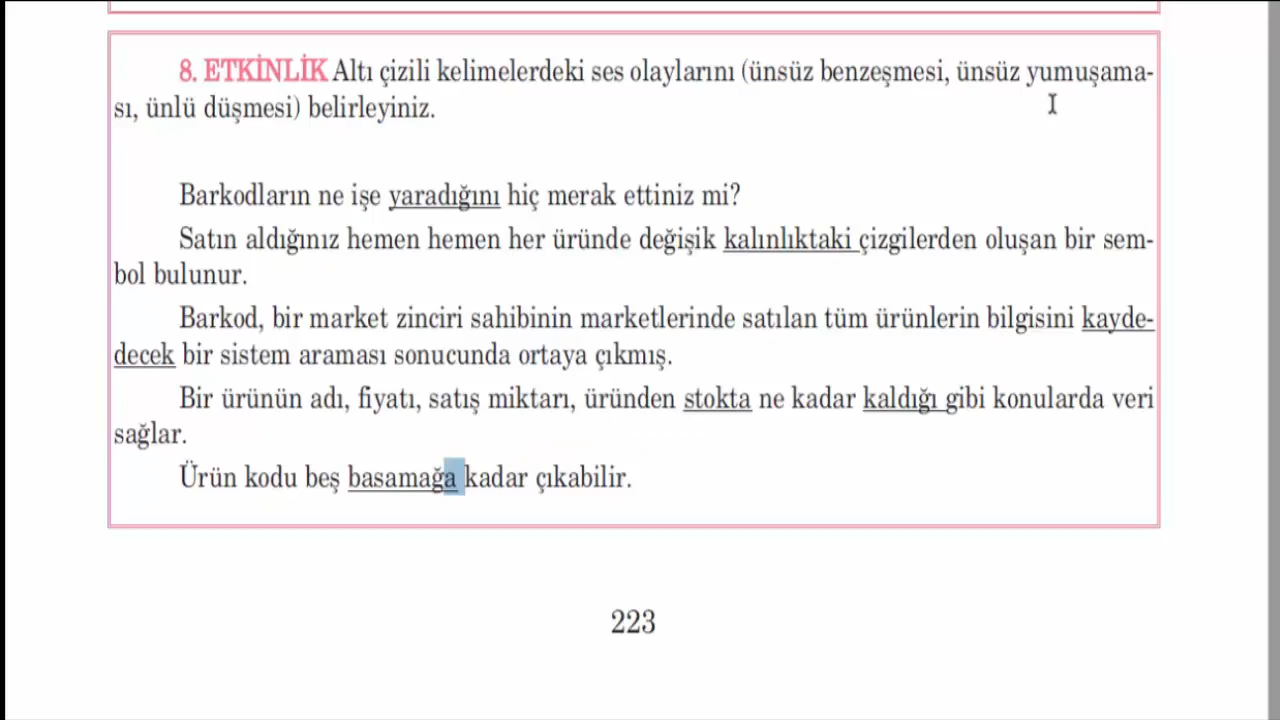 8. ETKİNLİK Altı çizili kelimelerdeki ses olaylarını (ünsüz benzeşmesi, ünsüz yumuşama-
sı, ünlü düşmesi) belirleyiniz.
Barkodların ne işe yaradığını hiç merak ettiniz mi?
Satın aldığınız hemen hemen her üründe değişik kalınlıktaki çizgilerden oluşan bir sem-
bol bulunur.
Barkod, bir market zinciri sahibinin marketlerinde satılan tüm ürünlerin bilgisini kayde-
decek bir sistem araması sonucunda ortaya çıkmış.
Bir ürünün adı, fiyatı, satış miktarı, üründen stokta ne kadar kaldığı gibi konularda veri
sağlar.
Ürün kodu beş basamağa kadar çıkabilir.
223